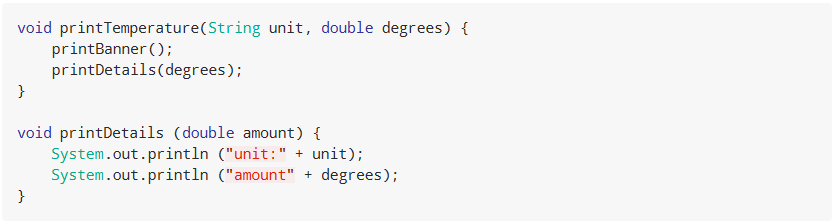 void printTemperature(String unit, double degrees) {
    printBanner();
    printDetails(degrees);
}

void printDetails (double amount) {
    System.out.println ("unit:" + unit);
    System.out.println ("amount" + degrees);
}